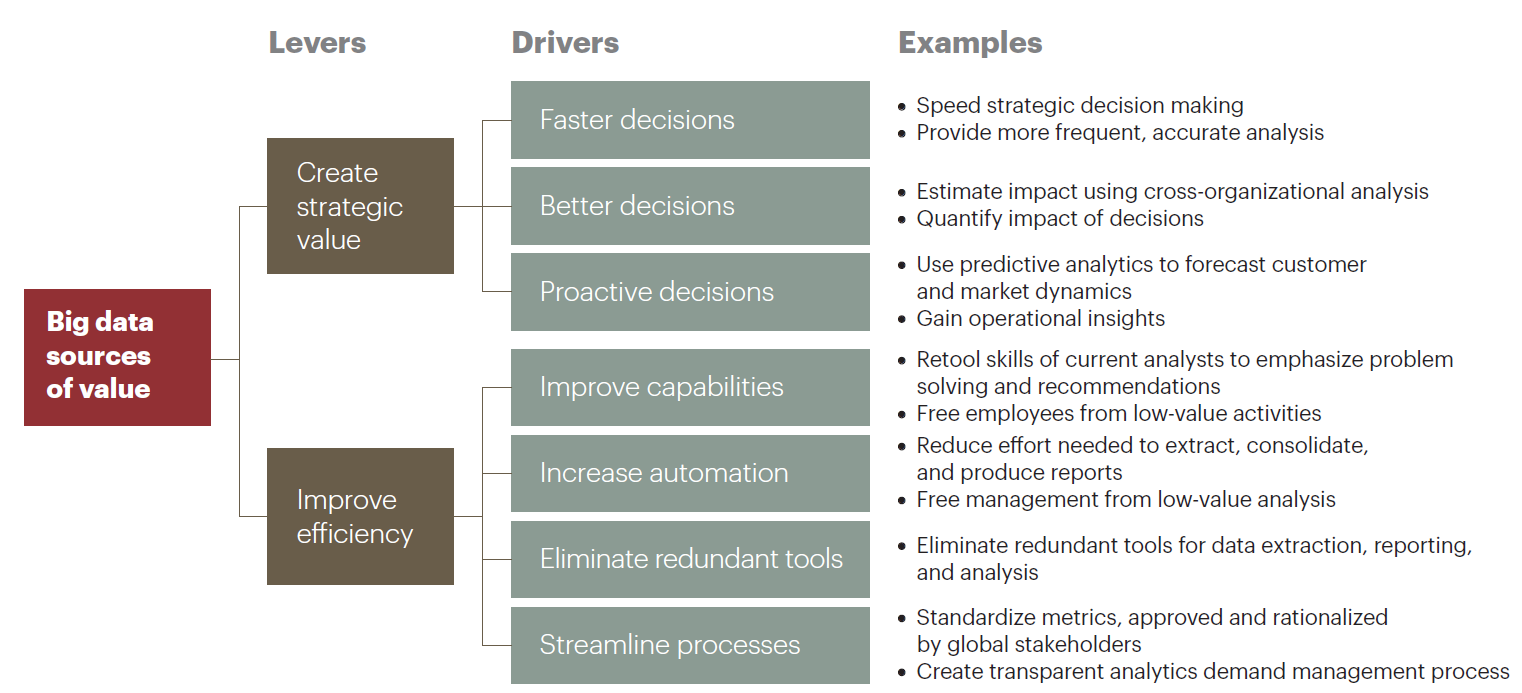 Levers
Drivers
Examples
Big data
sources
of value
Create
strategic
value
Faster decisions
• Speed strategic decision making
• Provide more frequent, accurate analysis
Better decisions
• Estimate impact using cross-organizational analysis
• Quantify impact of decisions
Proactive decisions
• Use predictive analytics to forecast customer
and market dynamics
• Gain operational insights
Improve
efficiency
Improve capabilities
• Retool skills of current analysts to emphasize problem
solving and recommendations
• Free employees from low-value activities
Increase automation
• Reduce effort needed to extract, consolidate,
and produce reports
• Free management from low-value analysis
Eliminate redundant tools
• Eliminate redundant tools for data extraction, reporting,
and analysis
Streamline processes
• Standardize metrics, approved and rationalized
by global stakeholders
• Create transparent analytics demand management process